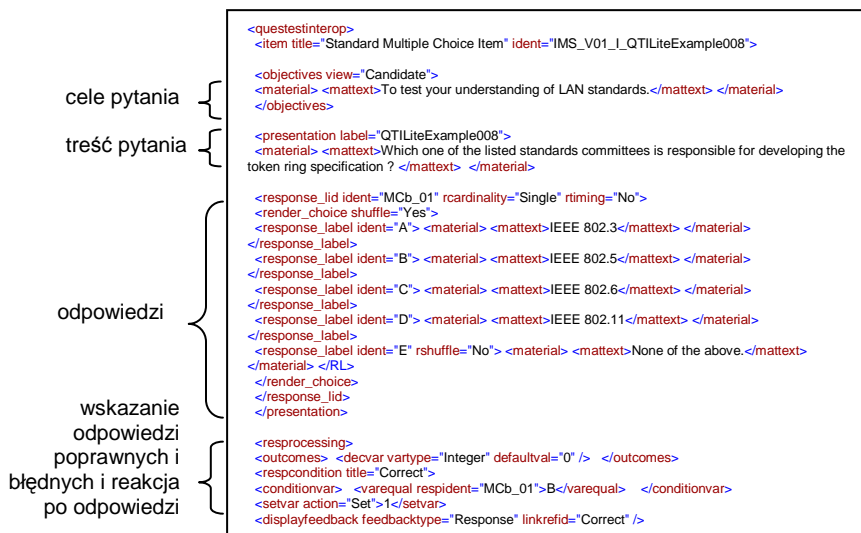 cele pytania
treść pytania
odpowiedzi
wskazanie
odpowiedzi
poprawnych i
błędnych i reakcja
po odpowiedzi
<questestinterop>
<item title="Standard Multiple Choice Item" ident="IMS_V01_I_QTILiteExample008">
<objectives view="Candidate">
<material> <mattext>To test your understanding of LAN standards.</mattext> </material>
</objectives>
<presentation label="QTILiteExample008">
<material> <mattext>Which one of the listed standards committees is responsible for developing the
token ring specification ? </mattext> </material>
<response_lid ident="MCb_01" rcardinality="Single" rtiming="No">
<render_choice shuffle="Yes">
<response_label ident="A"> <material> <mattext>IEEE 802.3</mattext> </material>
</response_label>
<response_label ident="B"> <material> <mattext>IEEE 802.5</mattext> </material>
</response_label>
<response_label ident="C"> <material> <mattext>IEEE 802.6</mattext> </material>
</response_label>
<response_label ident="D"> <material> <mattext>IEEE 802.11</mattext> </material>
</response_label>
<response_label ident="E" rshuffle="No"> <material> <mattext>None of the above.</mattext>
</material> </RL>
</render_choice>
</response_lid>
</presentation>
<resprocessing>
<outcomes> <decvar vartype="Integer" defaultval="0" /> </outcomes>
<respcondition title="Correct">
<conditionvar> <varequal respident="MCb_01">B</varequal> </conditionvar>
<setvar action="Set">1</setvar>
<displayfeedback feedbacktype="Response" linkrefid="Correct" />